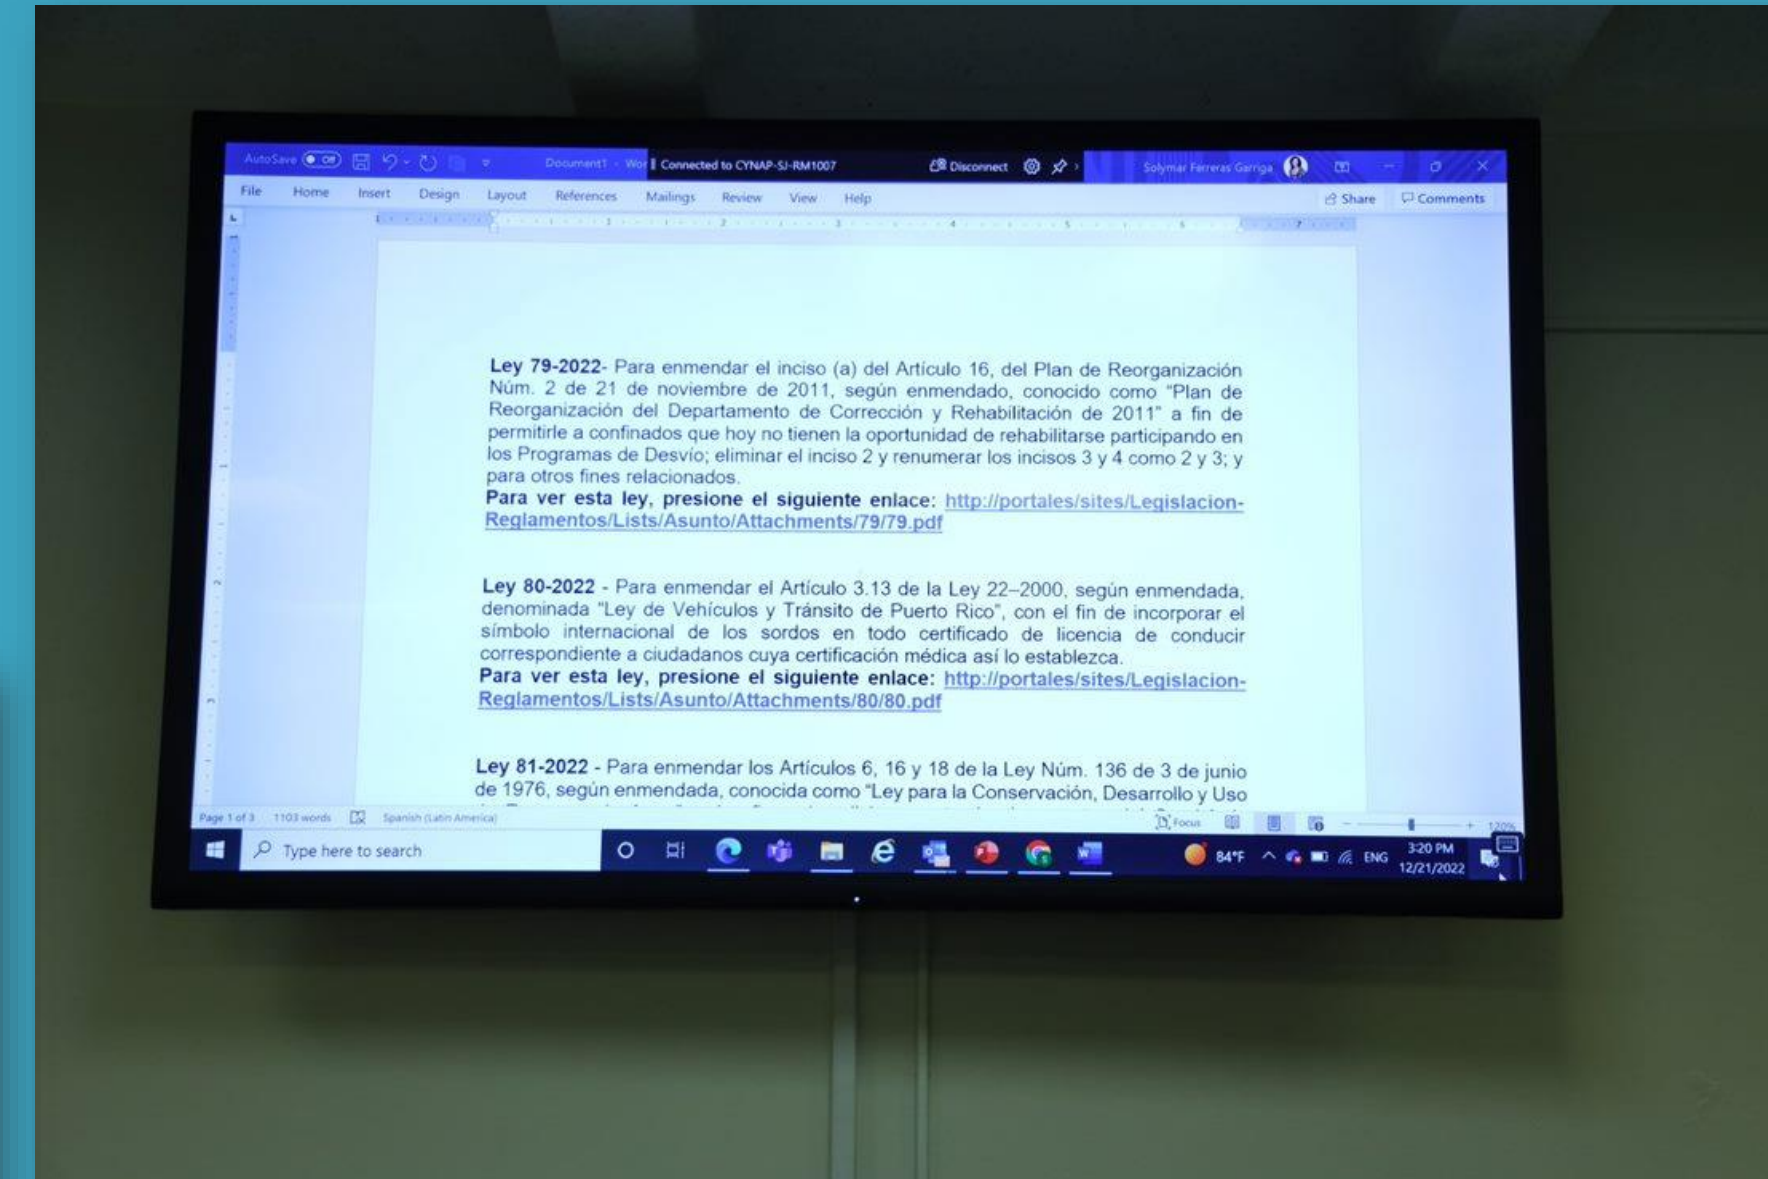 AutoSave Off Document1 - Wor Connected to CYNAP-SJ-RM1007 Disconnect Solymar Ferreras Garriga
File Home Insert Design Layout References Mailings Review View Help Share Comments
1 2 3 4 5 6 7
Ley 79-2022- Para enmendar el inciso (a) del Artículo 16, del Plan de Reorganización
Núm. 2 de 21 de noviembre de 2011, según enmendado, conocido como “Plan de
Reorganización del Departamento de Corrección y Rehabilitación de 2011” a fin de
permitirle a confinados que hoy no tienen la oportunidad de rehabilitarse participando en
los Programas de Desvío; eliminar el inciso 2 y renumerar los incisos 3 y 4 como 2 y 3; y
para otros fines relacionados.
Para ver esta ley, presione el siguiente enlace: http://portales/sites/Legislacion-
Reglamentos/Lists/Asunto/Attachments/79/79.pdf
Ley 80-2022 - Para enmendar el Artículo 3.13 de la Ley 22–2000, según enmendada,
denominada “Ley de Vehículos y Tránsito de Puerto Rico”, con el fin de incorporar el
símbolo internacional de los sordos en todo certificado de licencia de conducir
correspondiente a ciudadanos cuya certificación médica así lo establezca.
Para ver esta ley, presione el siguiente enlace: http://portales/sites/Legislacion-
Reglamentos/Lists/Asunto/Attachments/80/80.pdf
Ley 81-2022 - Para enmendar los Artículos 6, 16 y 18 de la Ley Núm. 136 de 3 de junio
de 1976, según enmendada, conocida como “Ley para la Conservación, Desarrollo y Uso
Page 1 of 3 1103 words Spanish (Latin America) Focus 120%
Type here to search 84°F ENG 3:20 PM
12/21/2022